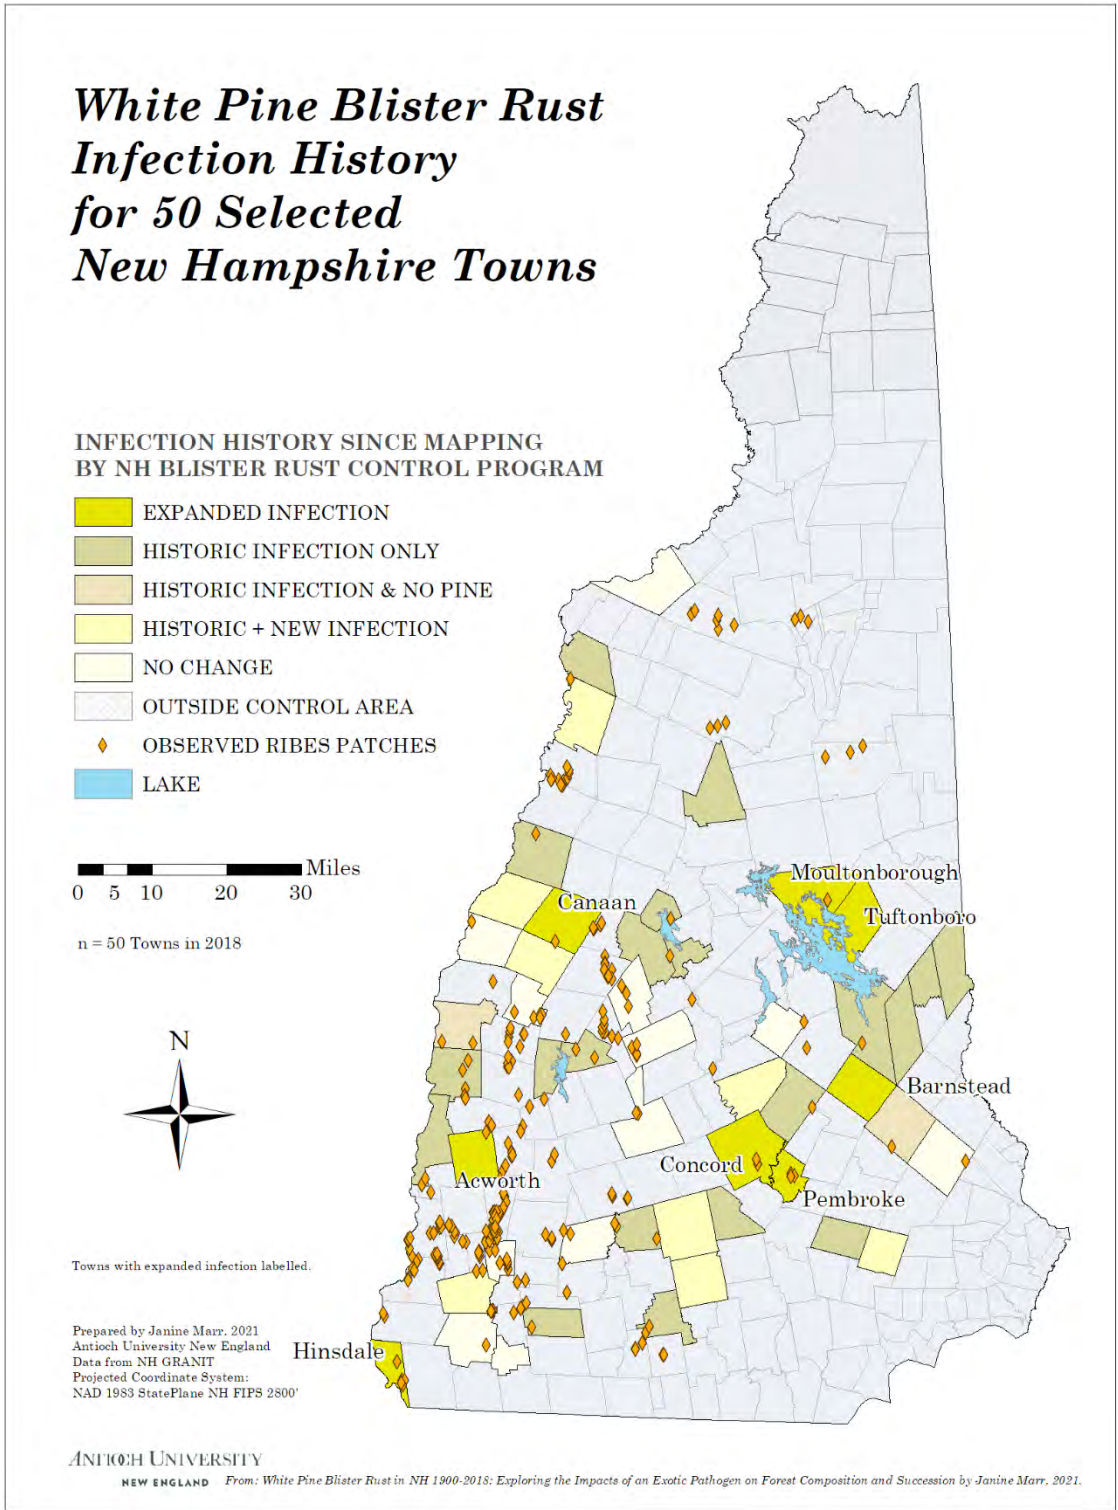 White Pine Blister Rust
Infection History
for 50 Selected
New Hampshire Towns
INFECTION HISTORY SINCE MAPPING
BY NH BLISTER RUST CONTROL PROGRAM
EXPANDED INFECTION
HISTORIC INFECTION ONLY
HISTORIC INFECTION & NO PINE
HISTORIC + NEW INFECTION
NO CHANGE
OUTSIDE CONTROL AREA
OBSERVED RIBES PATCHES
LAKE
Miles
0 5 10 20 30
n = 50 Towns in 2018
N
Moultonborough
Canaan
Tuftonboro
Barnstead
Concord
Acworth
Pembroke
Hinsdale
Towns with expanded infection labelled.
Prepared by Janine Marr, 2021
Antioch University New England
Data from NH GRANIT
Projected Coordinate System:
NAD 1983 StatePlane NH FIPS 2800'
ANTIOCH UNIVERSITY
NEW ENGLAND
From: White Pine Blister Rust in NH 1900-2018: Exploring the Impacts of an Exotic Pathogen on Forest Composition and Succession by Janine Marr, 2021.